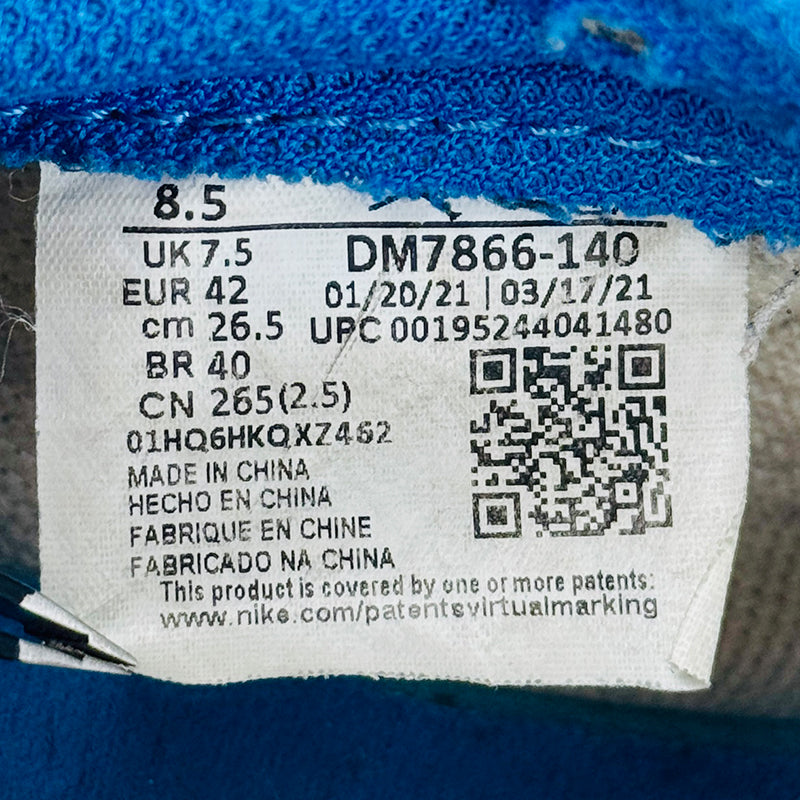 8.5
UK 7.5 DM7866-140
EUR 42 01/20/21 | 03/17/21
cm 26.5 UPC 00195244041480
BR 40
CN 265(2.5)
01HQ6HKQXZ462
MADE IN CHINA
HECHO EN CHINA
FABRIQUE EN CHINE
FABRICADO NA CHINA
This product is covered by one or more patents:
www.nike.com/patentsvirtualmarking